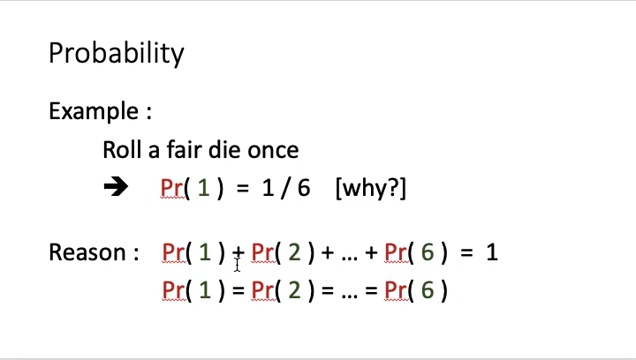 Probability
Example :
Roll a fair die once
➔ Pr( 1 ) = 1 / 6 [why?]
Reason : Pr( 1 ) + Pr( 2 ) + ... + Pr( 6 ) = 1
Pr( 1 ) = Pr( 2 ) = ... = Pr( 6 )